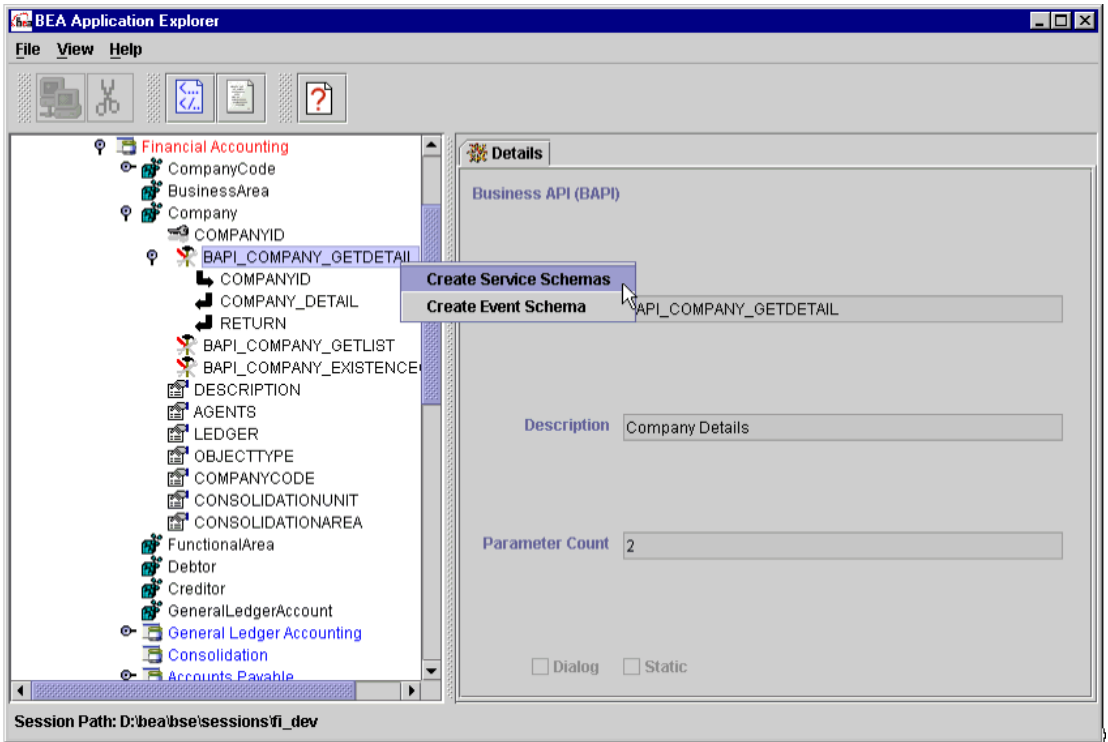 BEA Application Explorer
File View Help
Financial Accounting
CompanyCode
BusinessArea
Company
COMPANYID
BAPI_COMPANY_GETDETAIL
COMPANYID
COMPANY_DETAIL
RETURN
BAPI_COMPANY_GETLIST
BAPI_COMPANY_EXISTENCE
DESCRIPTION
AGENTS
LEDGER
OBJECTTYPE
COMPANYCODE
CONSOLIDATIONUNIT
CONSOLIDATIONAREA
FunctionalArea
Debtor
Creditor
GeneralLedgerAccount
General Ledger Accounting
Consolidation
Accounts Payable
Create Service Schemas
Create Event Schema
Details
Business API (BAPI)
API_COMPANY_GETDETAIL
Description Company Details
Parameter Count 2
Dialog Static
Session Path: D:\bea\bse\sessions\fi_dev